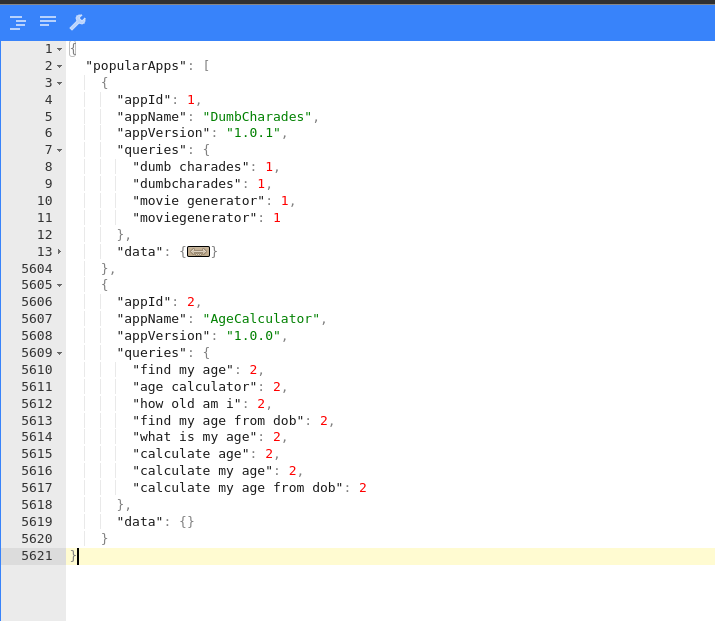 1 {
2 "popularApps": [
3 {
4 "appId": 1,
5 "appName": "DumbCharades",
6 "appVersion": "1.0.1",
7 "queries": {
8 "dumb charades": 1,
9 "dumbcharades": 1,
10 "movie generator": 1,
11 "moviegenerator": 1
12 },
13 "data": {}
5604 },
5605 {
5606 "appId": 2,
5607 "appName": "AgeCalculator",
5608 "appVersion": "1.0.0",
5609 "queries": {
5610 "find my age": 2,
5611 "age calculator": 2,
5612 "how old am i": 2,
5613 "find my age from dob": 2,
5614 "what is my age": 2,
5615 "calculate age": 2,
5616 "calculate my age": 2,
5617 "calculate my age from dob": 2
5618 },
5619 "data": {}
5620 }
5621 }